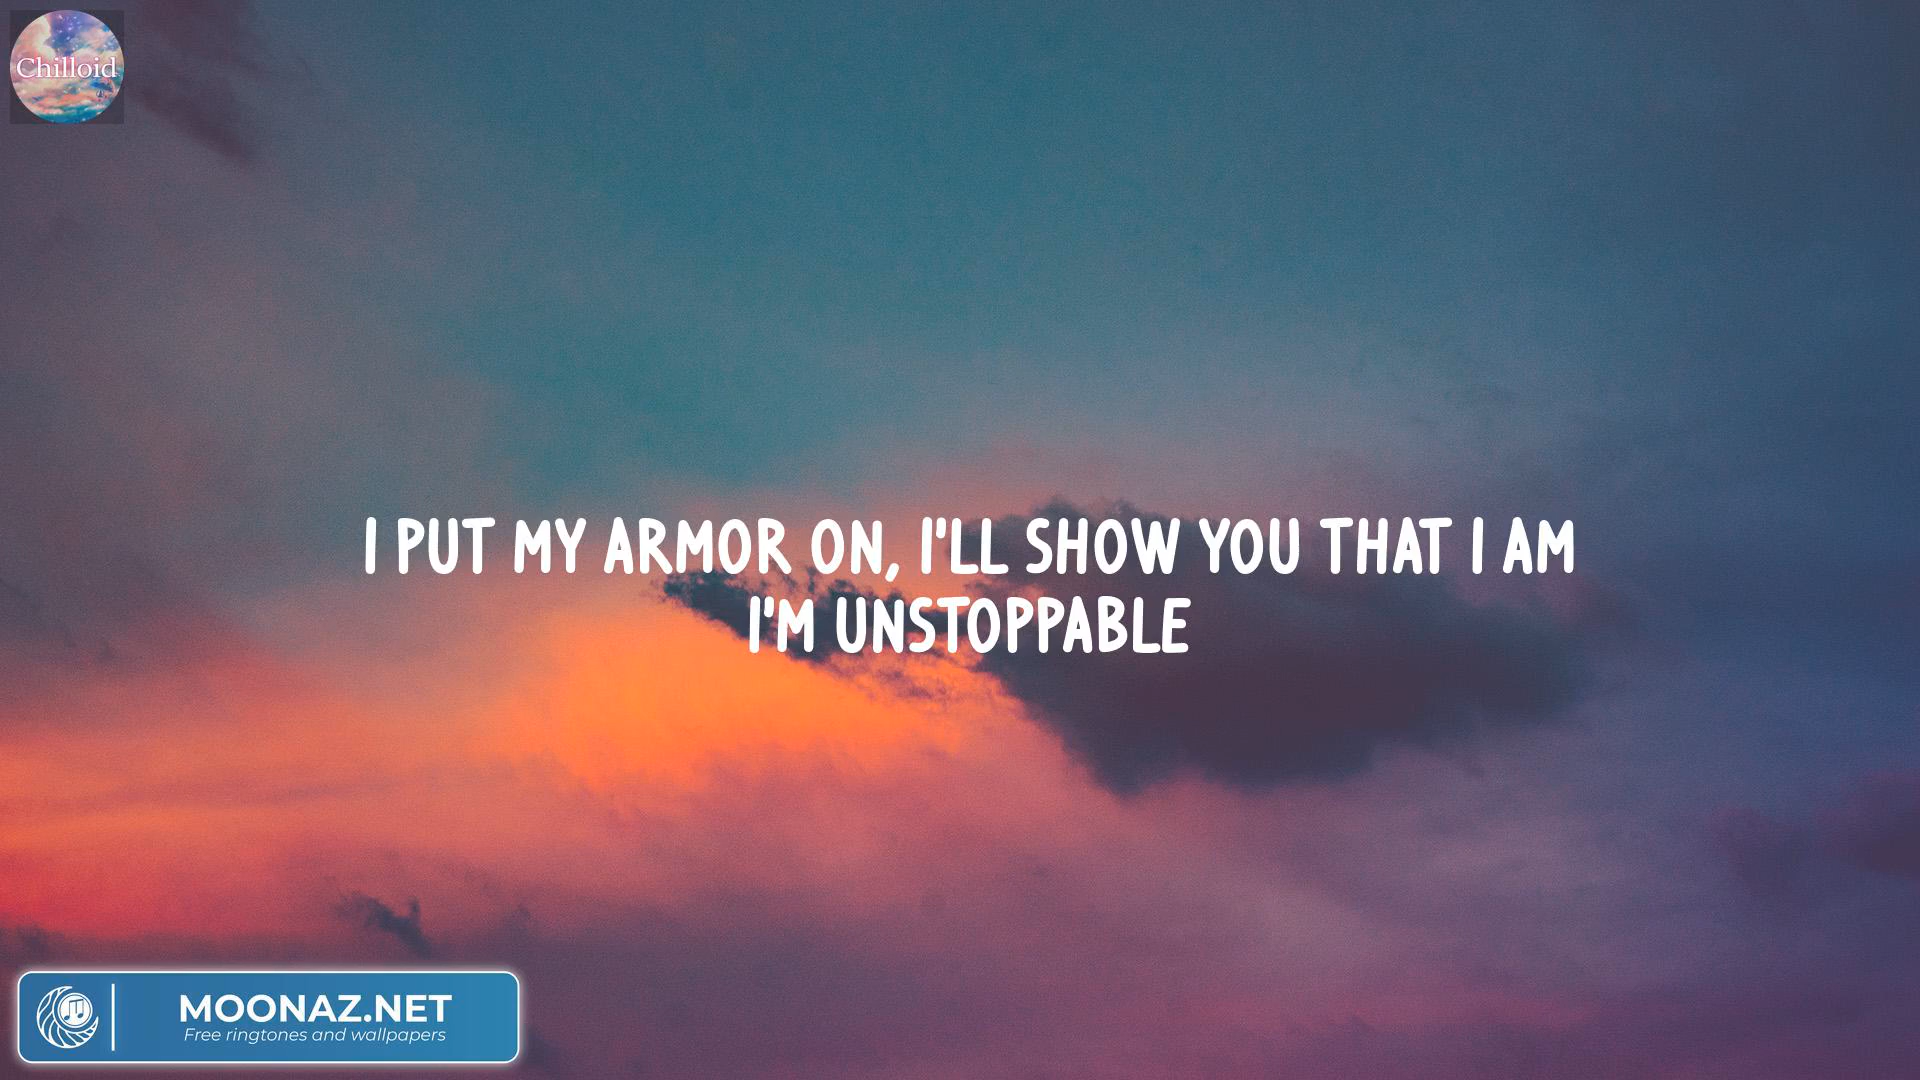 Chilloid
I PUT MY ARMOR ON, I'LL SHOW YOU THAT I AM
I'M UNSTOPPABLE
MOONAZ.NET
Free ringtones and wallpapers